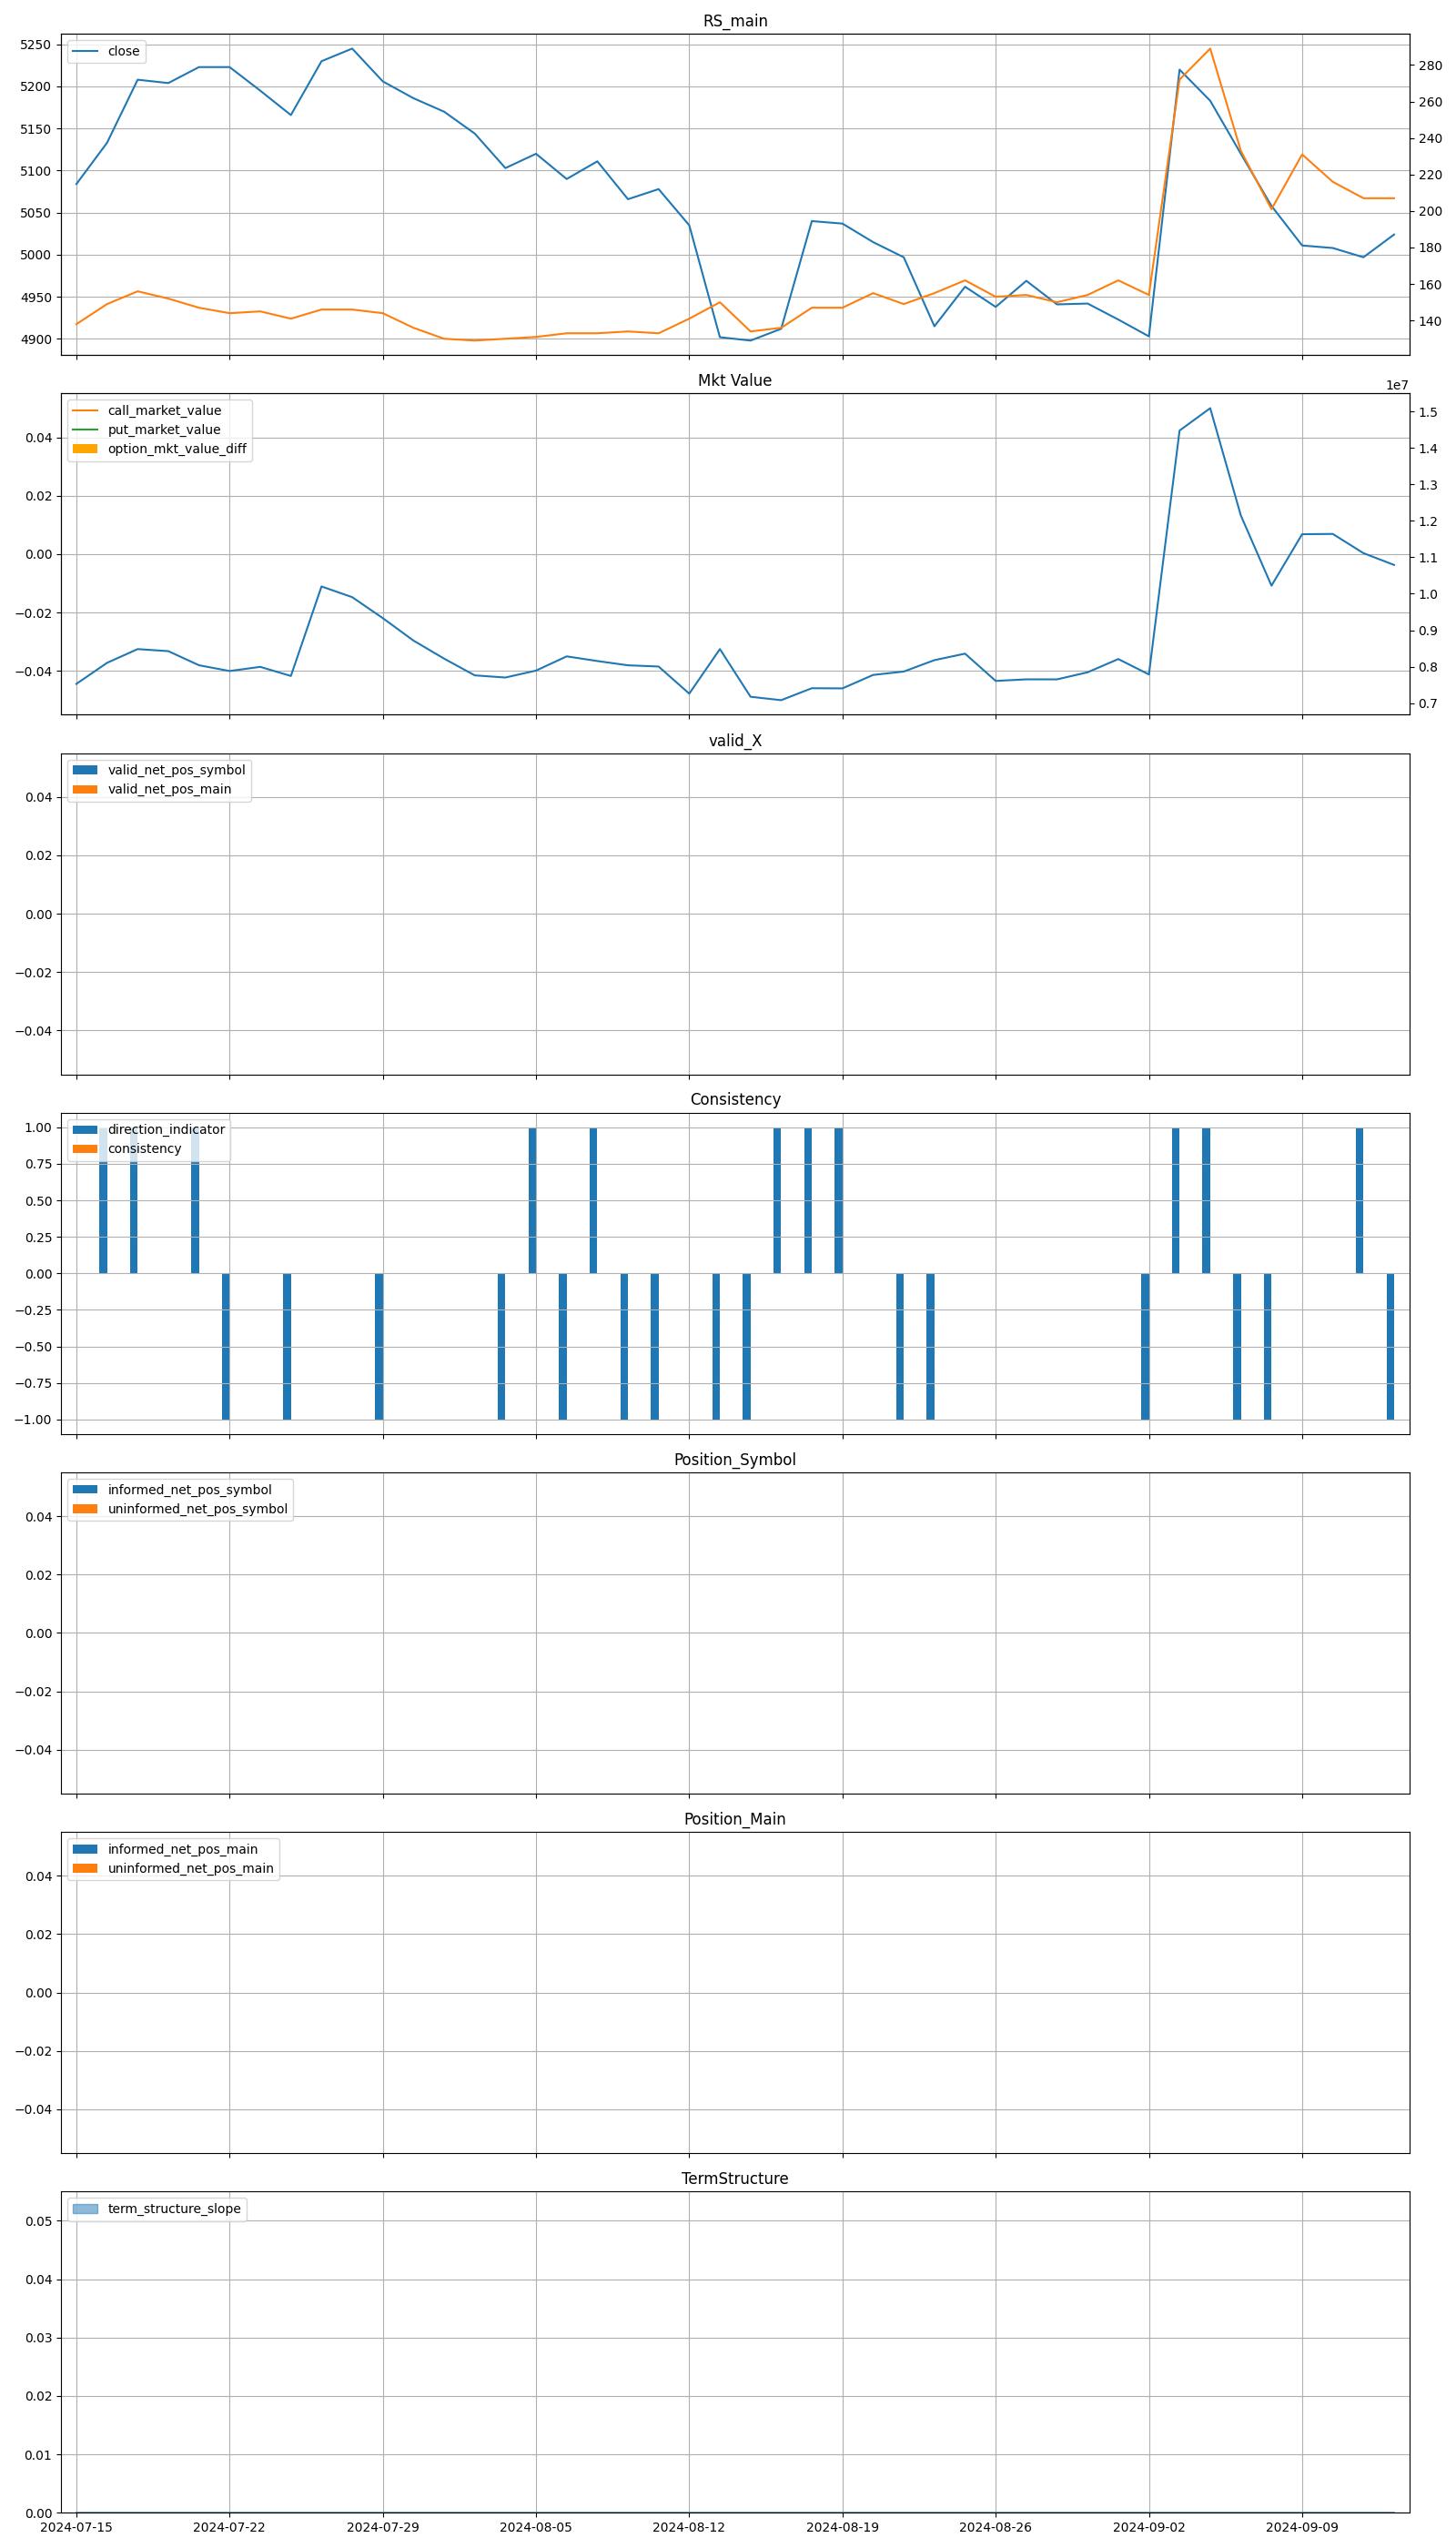 RS_main
close
5250
5200
5150
5100
5050
5000
4950
4900
280
260
240
220
200
180
160
140
Mkt Value
1e7
call_market_value
put_market_value
option_mkt_value_diff
0.04
0.02
0.00
−0.02
−0.04
1.5
1.4
1.3
1.2
1.1
1.0
0.9
0.8
0.7
valid_X
valid_net_pos_symbol
valid_net_pos_main
0.04
0.02
0.00
−0.02
−0.04
Consistency
direction_indicator
consistency
1.00
0.75
0.50
0.25
0.00
−0.25
−0.50
−0.75
−1.00
Position_Symbol
informed_net_pos_symbol
uninformed_net_pos_symbol
0.04
0.02
0.00
−0.02
−0.04
Position_Main
informed_net_pos_main
uninformed_net_pos_main
0.04
0.02
0.00
−0.02
−0.04
TermStructure
term_structure_slope
0.05
0.04
0.03
0.02
0.01
0.00
2024-07-15 2024-07-22 2024-07-29 2024-08-05 2024-08-12 2024-08-19 2024-08-26 2024-09-02 2024-09-09